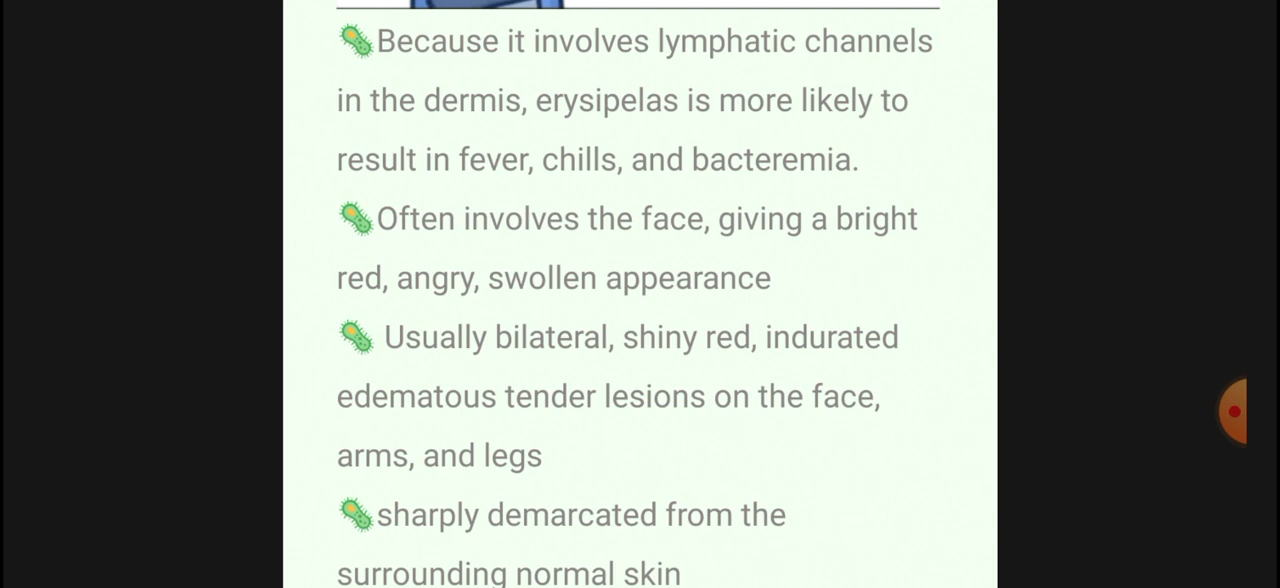 Because it involves lymphatic channels
in the dermis, erysipelas is more likely to
result in fever, chills, and bacteremia.
Often involves the face, giving a bright
red, angry, swollen appearance
Usually bilateral, shiny red, indurated
edematous tender lesions on the face,
arms, and legs
sharply demarcated from the
surrounding normal skin